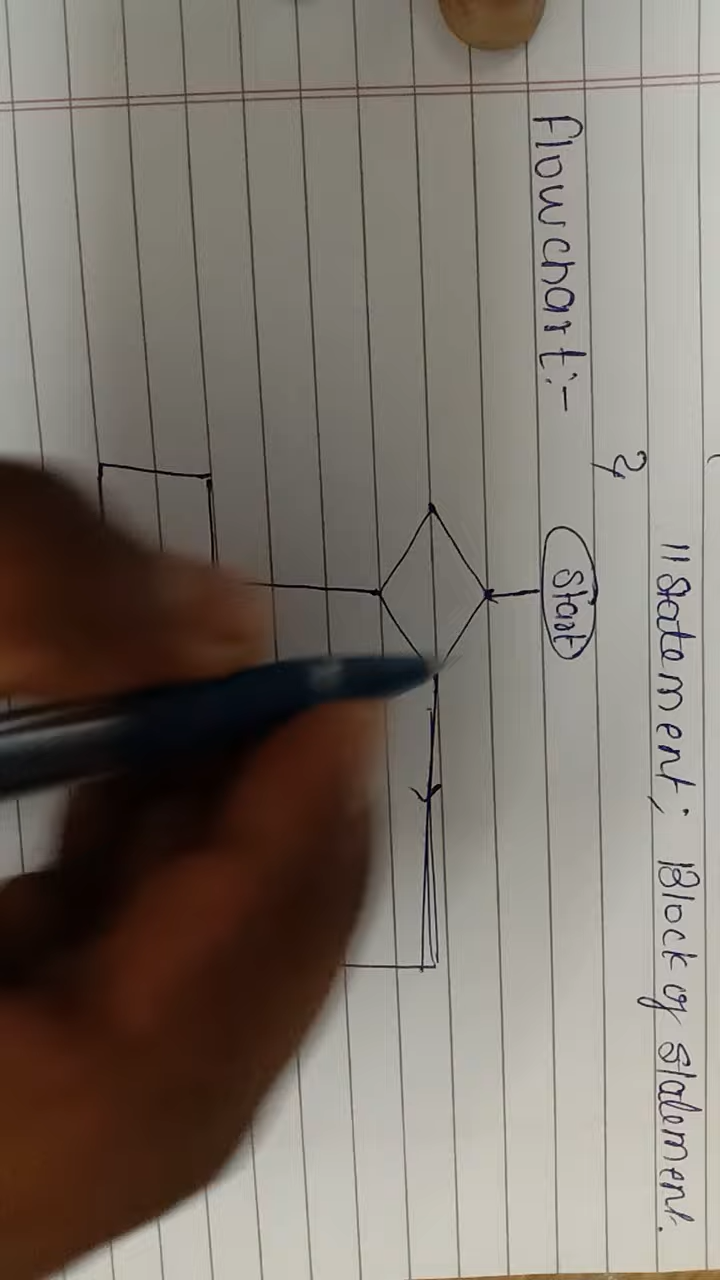 // Statement; Block of Statement.
}
Flowchart:-
Start